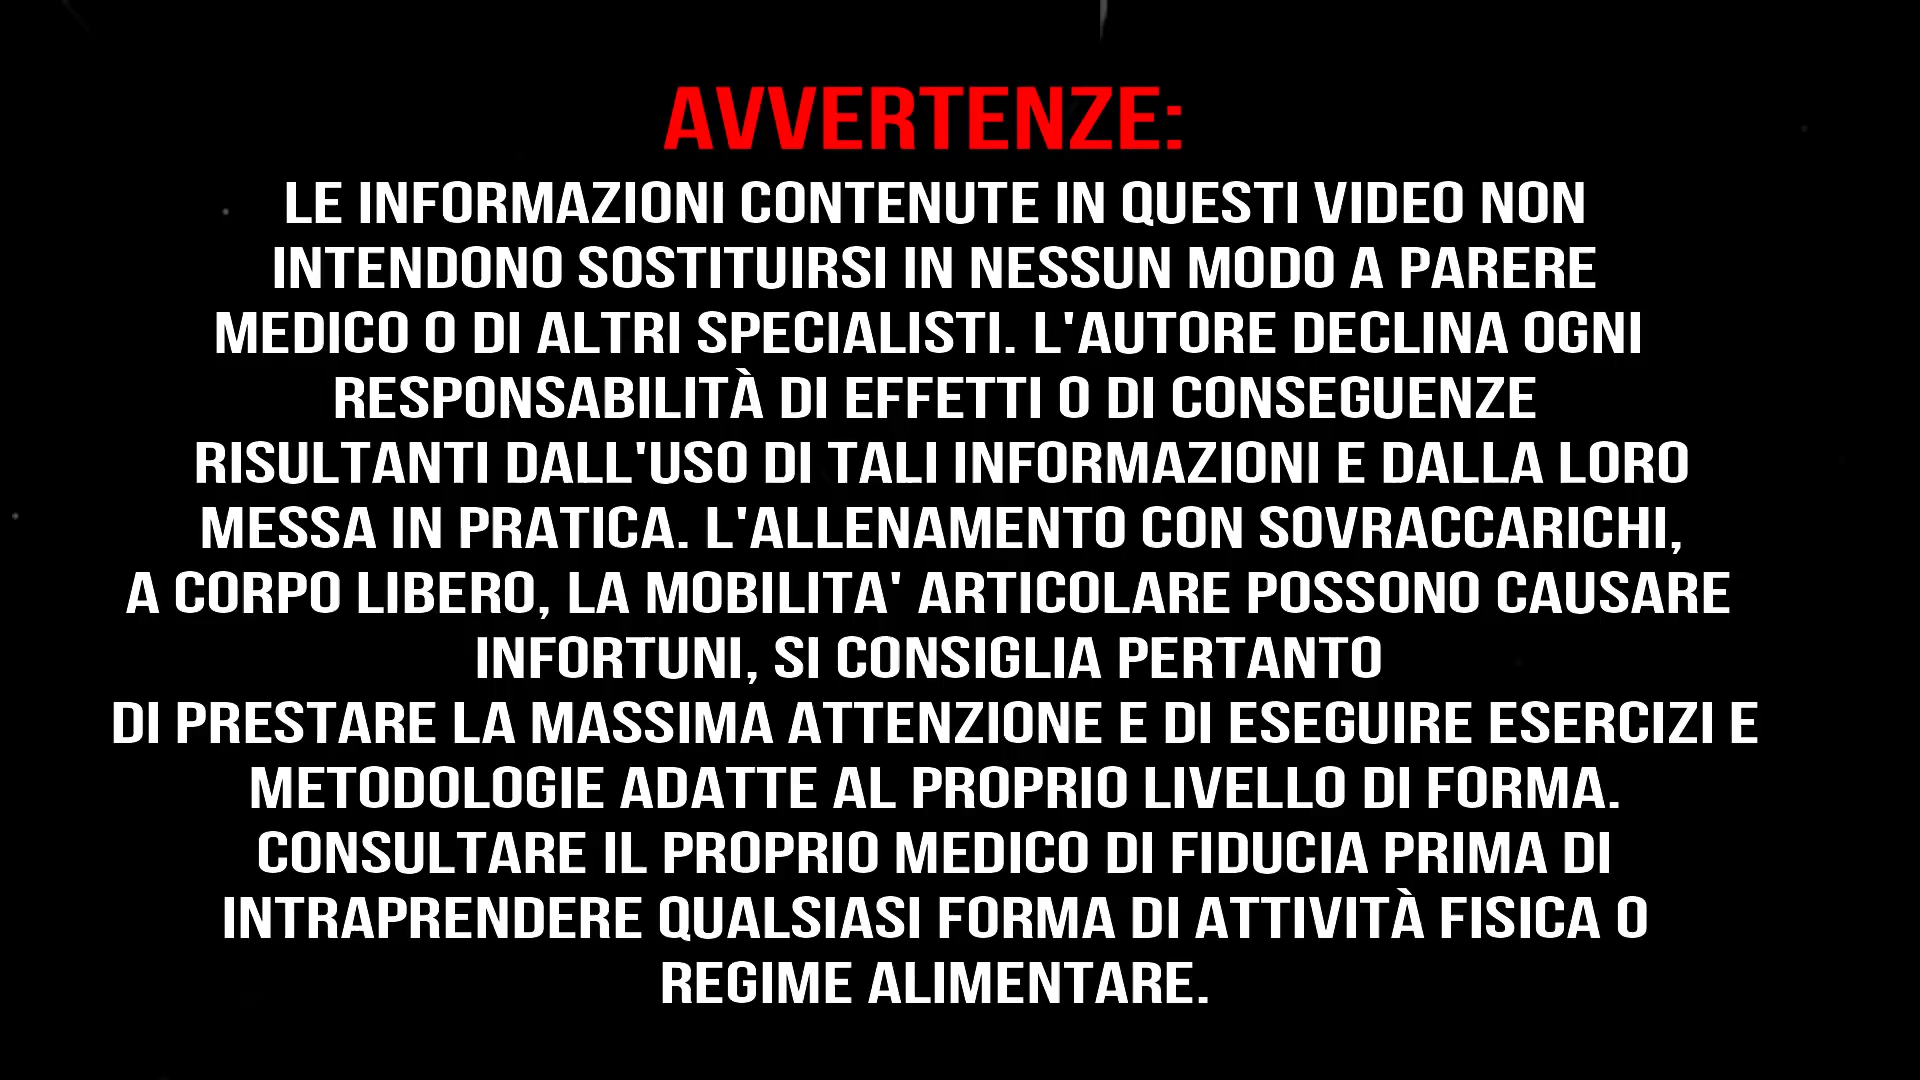 AVVERTENZE:
LE INFORMAZIONI CONTENUTE IN QUESTI VIDEO NON
INTENDONO SOSTITUIRSI IN NESSUN MODO A PARERE
MEDICO O DI ALTRI SPECIALISTI. L'AUTORE DECLINA OGNI
RESPONSABILITÀ DI EFFETTI O DI CONSEGUENZE
RISULTANTI DALL'USO DI TALI INFORMAZIONI E DALLA LORO
MESSA IN PRATICA. L'ALLENAMENTO CON SOVRACCARICHI,
A CORPO LIBERO, LA MOBILITA' ARTICOLARE POSSONO CAUSARE
INFORTUNI, SI CONSIGLIA PERTANTO
DI PRESTARE LA MASSIMA ATTENZIONE E DI ESEGUIRE ESERCIZI E
METODOLOGIE ADATTE AL PROPRIO LIVELLO DI FORMA.
CONSULTARE IL PROPRIO MEDICO DI FIDUCIA PRIMA DI
INTRAPRENDERE QUALSIASI FORMA DI ATTIVITÀ FISICA O
REGIME ALIMENTARE.